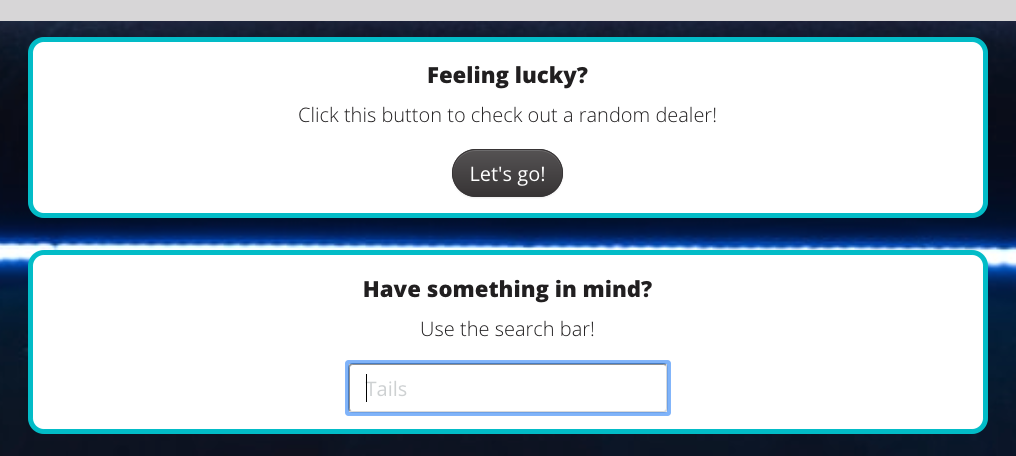 Feeling lucky?
Click this button to check out a random dealer!
Let's go!
Have something in mind?
Use the search bar!
Tails